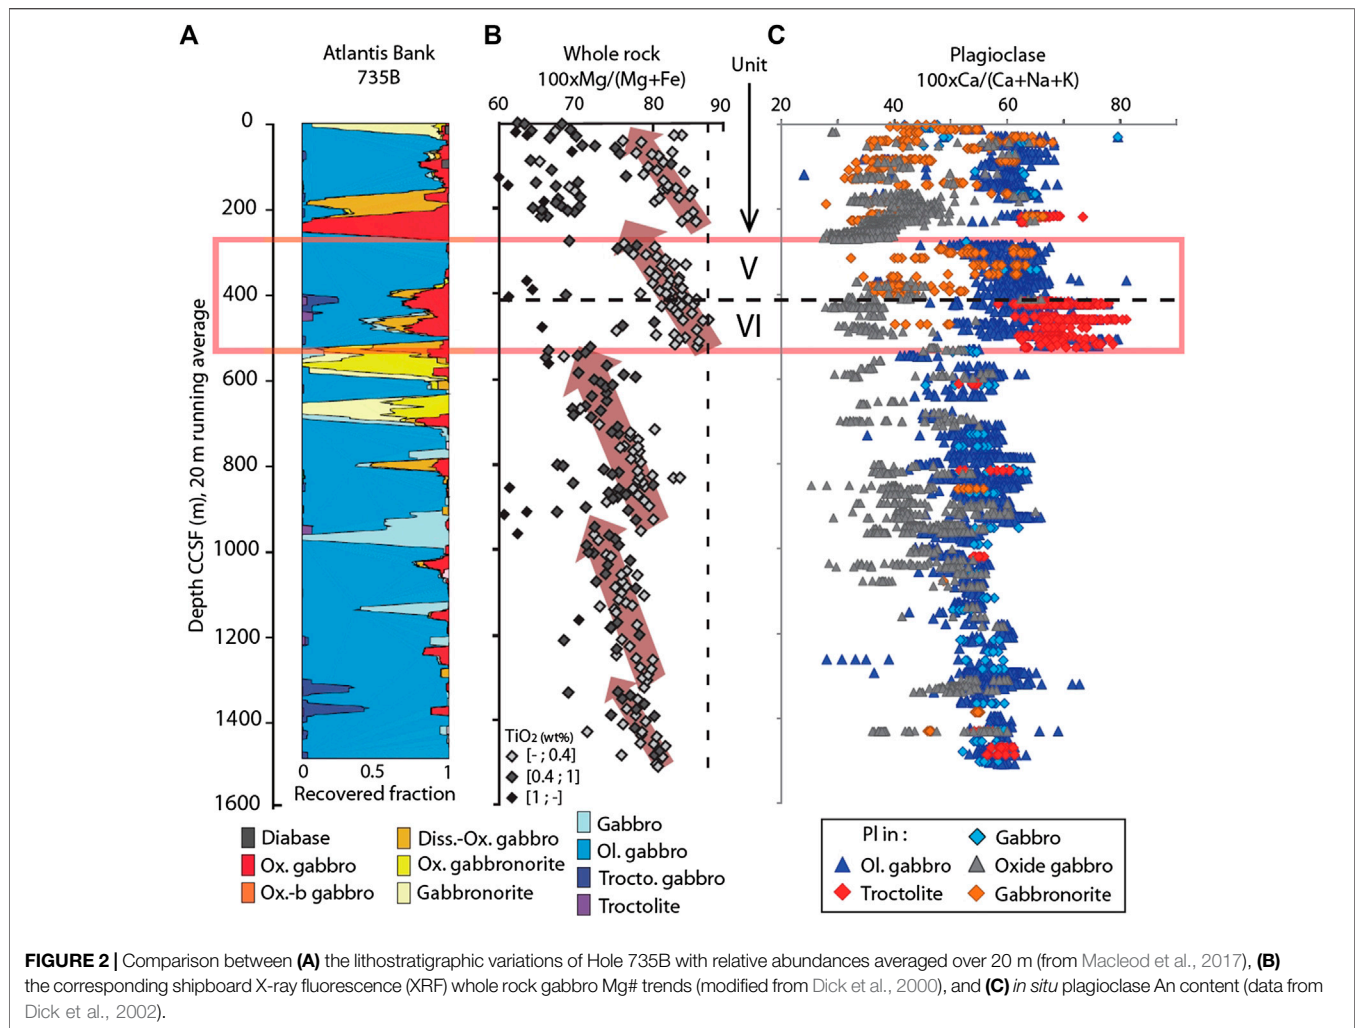 A
Atlantis Bank
735B
B
Whole rock
100xMg/(Mg+Fe)
Unit
C
Plagioclase
100xCa/(Ca+Na+K)
60 70 80 90
20 40 60 80
Depth CCSF (m), 20 m running average
0
200
400
600
800
1000
1200
1400
1600
V
VI
TiO2 (wt%)
[- ; 0.4]
[0.4 ; 1]
[1 ; -]
0 0.5 1
Recovered fraction
Diabase
Ox. gabbro
Ox.-b gabbro
Diss.-Ox. gabbro
Ox. gabbronorite
Gabbronorite
Gabbro
Ol. gabbro
Trocto. gabbro
Troctolite
Pl in :
Ol. gabbro
Troctolite
Gabbro
Oxide gabbro
Gabbronorite
FIGURE 2 | Comparison between (A) the lithostratigraphic variations of Hole 735B with relative abundances averaged over 20 m (from Macleod et al., 2017), (B)
the corresponding shipboard X-ray fluorescence (XRF) whole rock gabbro Mg# trends (modified from Dick et al., 2000), and (C) in situ plagioclase An content (data from
Dick et al., 2002).